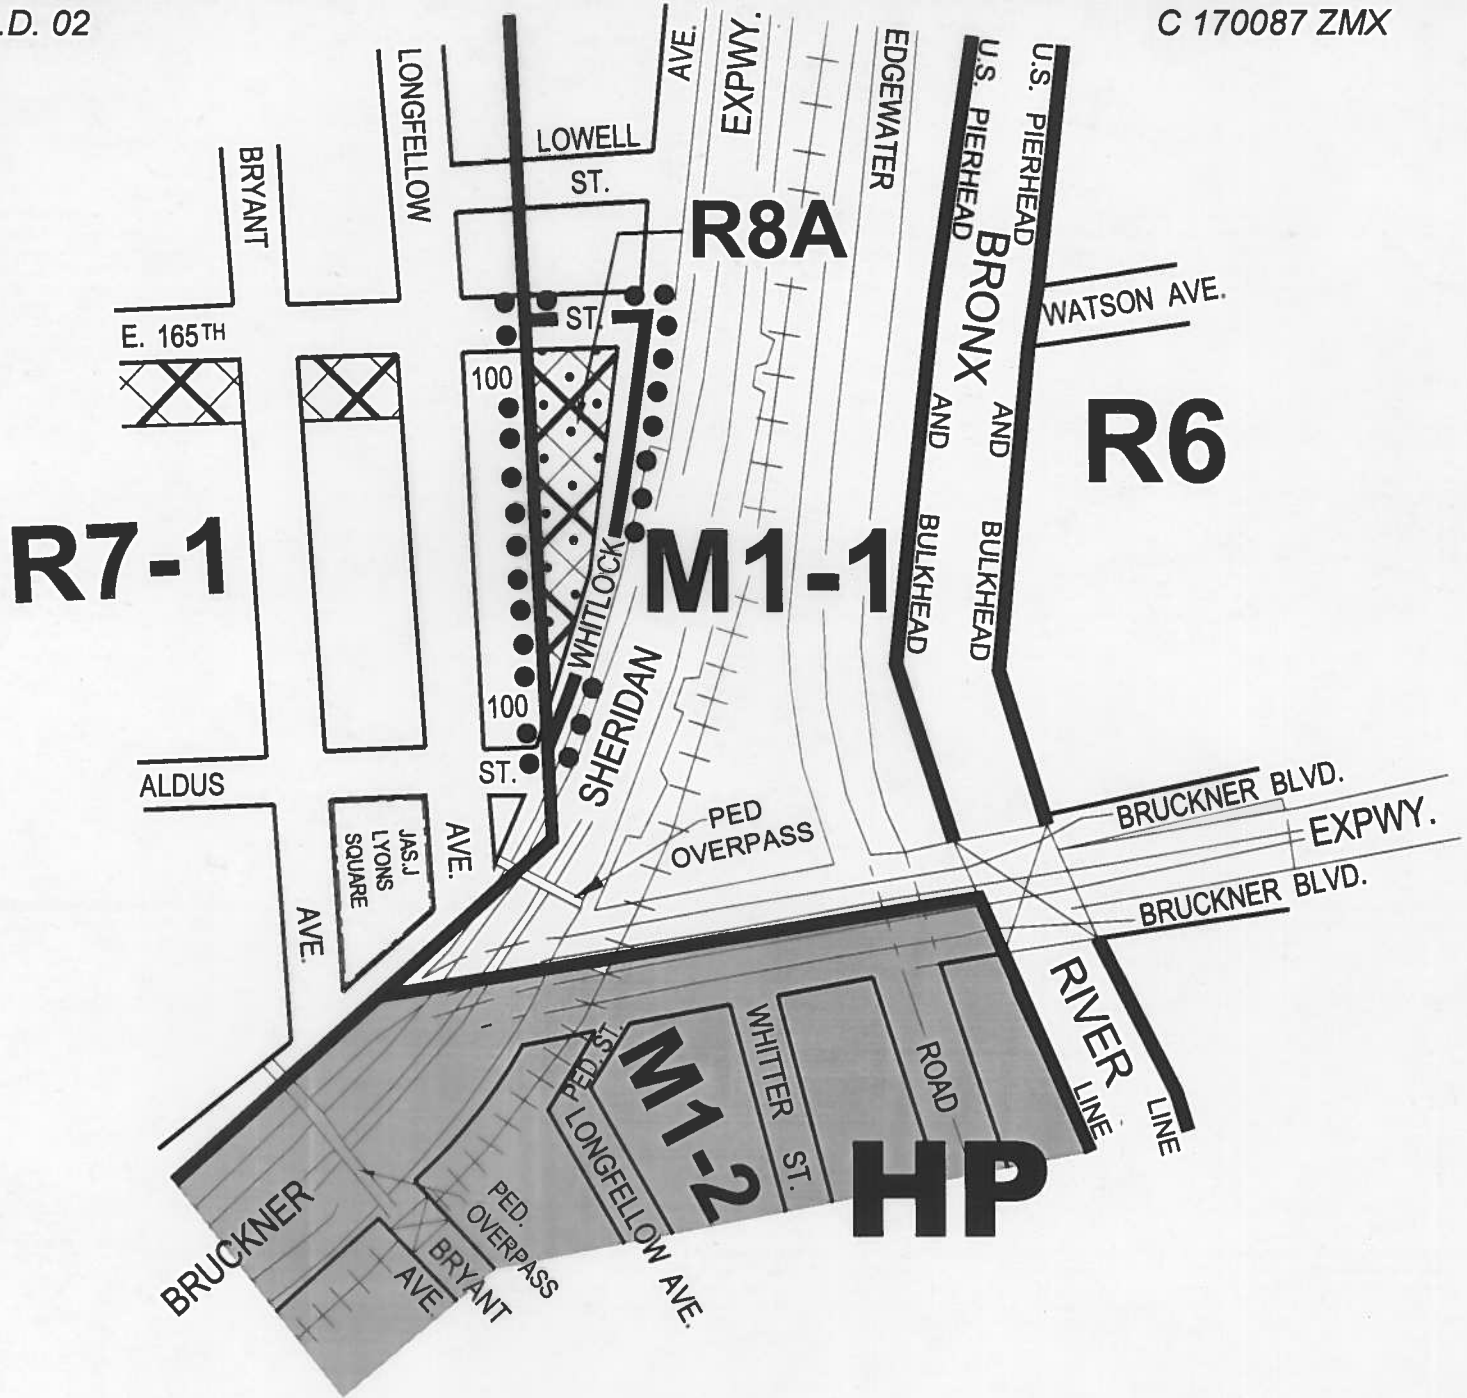 .D. 02
C 170087 ZMX
LONGFELLOW
AVE.
EXPWY.
EDGEWATER
U.S. PIERHEAD
U.S. PIERHEAD
BRYANT
LOWELL
ST.
R8A
BRONX
WATSON AVE.
E. 165TH
ST.
100
AND
AND
R6
R7-1
M1-1
BULKHEAD
BULKHEAD
WHITLOCK
SHERIDAN
100
ALDUS
ST.
JAS.J
LYONS
SQUARE
AVE.
PED
OVERPASS
BRUCKNER BLVD.
EXPWY.
BRUCKNER BLVD.
AVE.
RIVER
LINE
LINE
PED. ST.
M1-2
WHITTER
ST.
ROAD
HP
LONGFELLOW AVE.
PED.
OVERPASS
BRUCKNER
BRYANT
AVE.